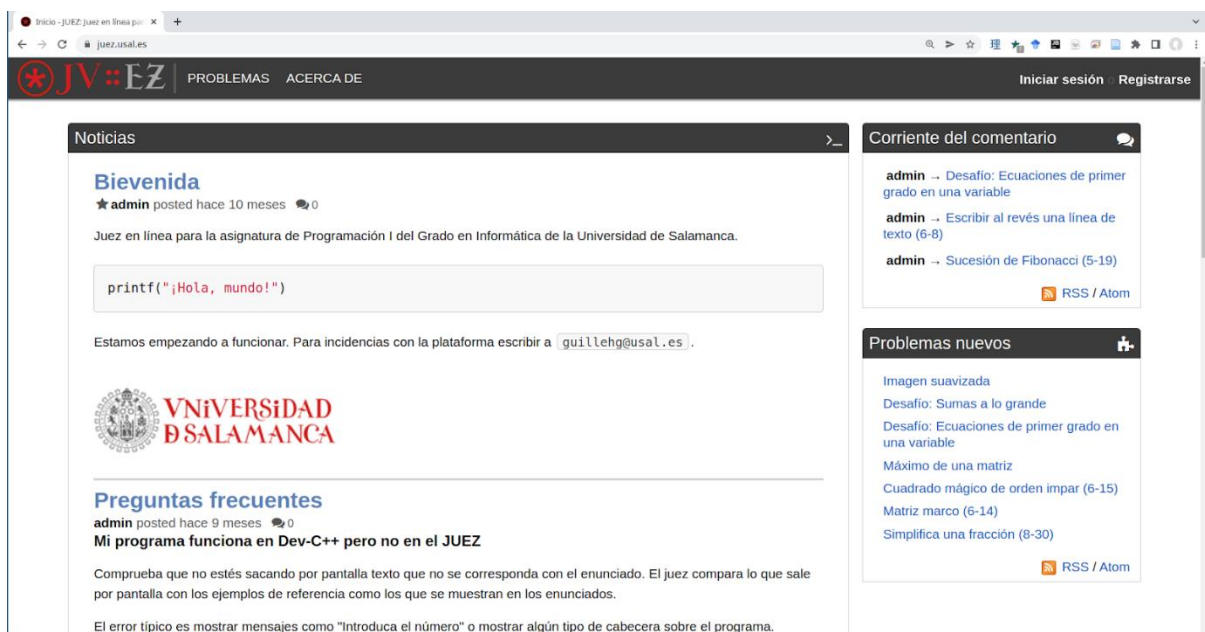 Inicio - JUEZ: Juez en línea par
juez.usal.es
JV::EZ PROBLEMAS ACERCA DE
Iniciar sesión o Registrarse
Noticias
Bievenida
admin posted hace 10 meses 0
Juez en línea para la asignatura de Programación I del Grado en Informática de la Universidad de Salamanca.
printf("¡Hola, mundo!")
Estamos empezando a funcionar. Para incidencias con la plataforma escribir a guillehg@usal.es .
VNiVERSiDAD
D SALAMANCA
Preguntas frecuentes
admin posted hace 9 meses 0
Mi programa funciona en Dev-C++ pero no en el JUEZ
Comprueba que no estés sacando por pantalla texto que no se corresponda con el enunciado. El juez compara lo que sale
por pantalla con los ejemplos de referencia como los que se muestran en los enunciados.
El error típico es mostrar mensajes como "Introduca el número" o mostrar algún tipo de cabecera sobre el programa.
Corriente del comentario
admin → Desafío: Ecuaciones de primer
grado en una variable
admin → Escribir al revés una línea de
texto (6-8)
admin → Sucesión de Fibonacci (5-19)
RSS / Atom
Problemas nuevos
Imagen suavizada
Desafío: Sumas a lo grande
Desafío: Ecuaciones de primer grado en
una variable
Máximo de una matriz
Cuadrado mágico de orden impar (6-15)
Matriz marco (6-14)
Simplifica una fracción (8-30)
RSS / Atom